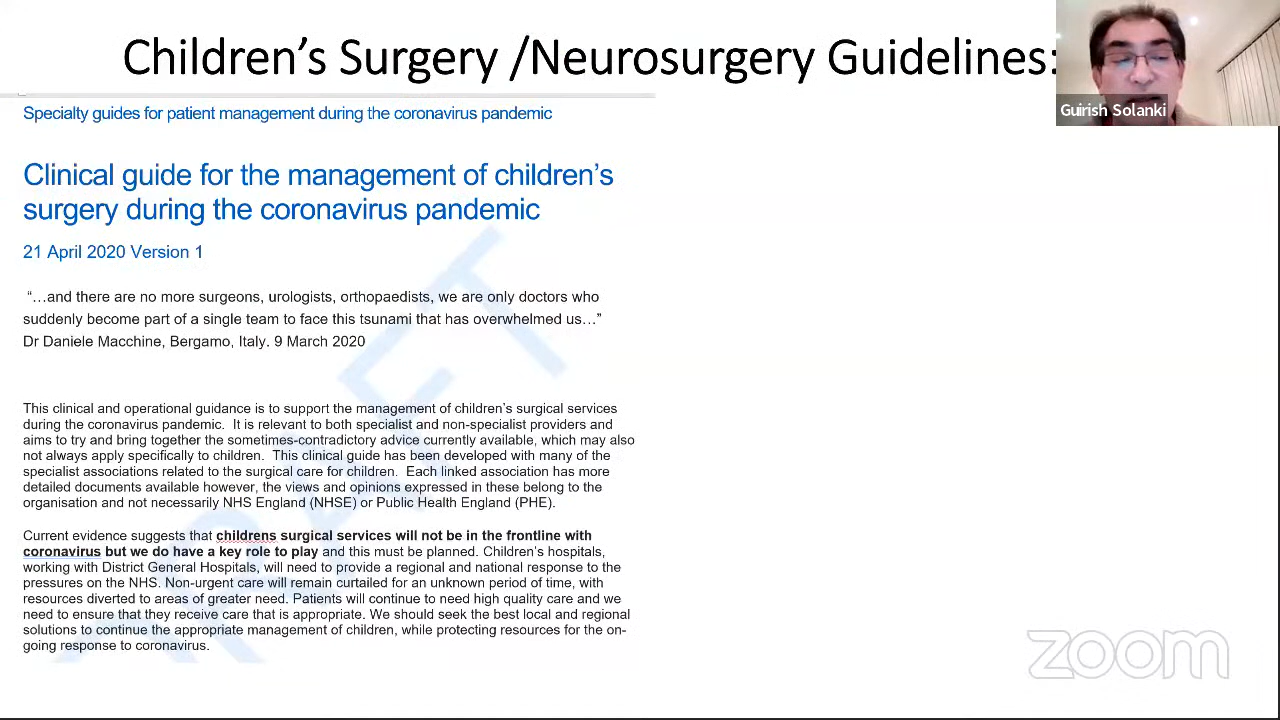 Children’s Surgery /Neurosurgery Guidelines:
Guirish Solanki
Specialty guides for patient management during the coronavirus pandemic
Clinical guide for the management of children’s
surgery during the coronavirus pandemic
21 April 2020 Version 1
“…and there are no more surgeons, urologists, orthopaedists, we are only doctors who
suddenly become part of a single team to face this tsunami that has overwhelmed us…”
Dr Daniele Macchine, Bergamo, Italy. 9 March 2020
This clinical and operational guidance is to support the management of children’s surgical services
during the coronavirus pandemic.  It is relevant to both specialist and non-specialist providers and
aims to try and bring together the sometimes-contradictory advice currently available, which may also
not always apply specifically to children.  This clinical guide has been developed with many of the
specialist associations related to the surgical care for children.  Each linked association has more
detailed documents available however, the views and opinions expressed in these belong to the
organisation and not necessarily NHS England (NHSE) or Public Health England (PHE).
Current evidence suggests that childrens surgical services will not be in the frontline with
coronavirus but we do have a key role to play and this must be planned. Children’s hospitals,
working with District General Hospitals, will need to provide a regional and national response to the
pressures on the NHS. Non-urgent care will remain curtailed for an unknown period of time, with
resources diverted to areas of greater need. Patients will continue to need high quality care and we
need to ensure that they receive care that is appropriate. We should seek the best local and regional
solutions to continue the appropriate management of children, while protecting resources for the on-
going response to coronavirus.
zoom